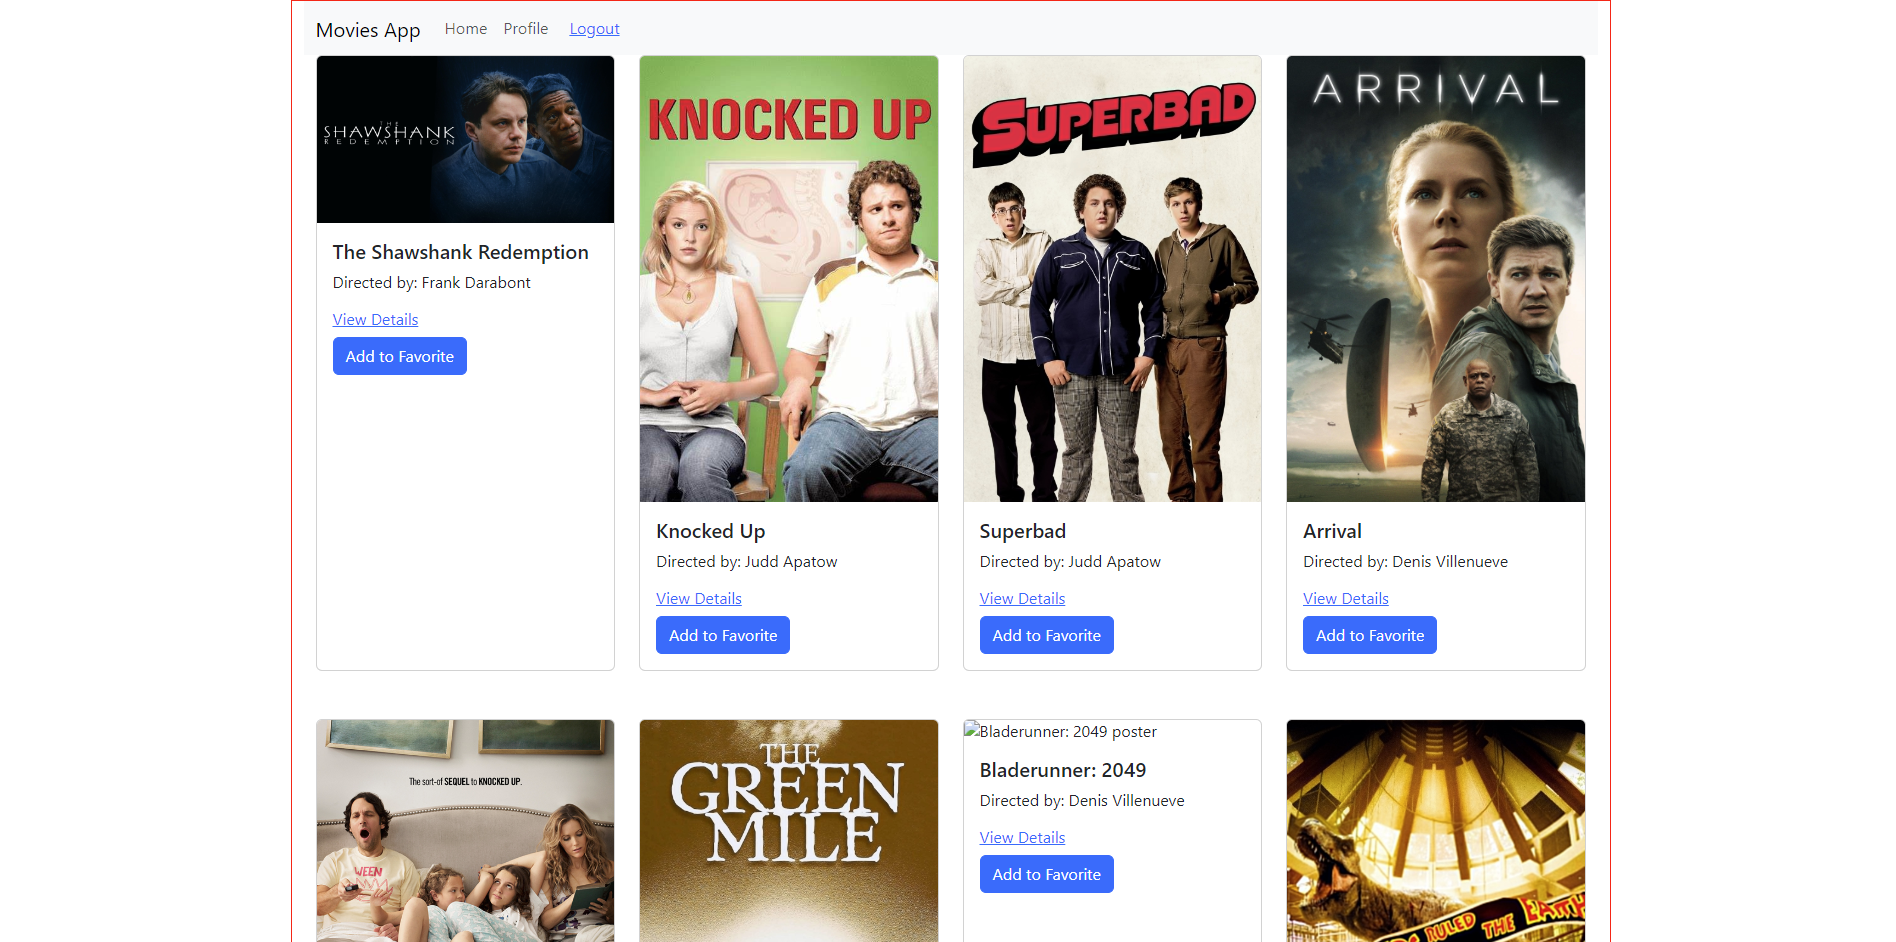 Movies App
Home
Profile
Logout
THE
SHAWSHANK
REDEMPTION
The Shawshank Redemption
Directed by: Frank Darabont
View Details
Add to Favorite
KNOCKED UP
Knocked Up
Directed by: Judd Apatow
View Details
Add to Favorite
SUPERBAD
Superbad
Directed by: Judd Apatow
View Details
Add to Favorite
ARRIVAL
Arrival
Directed by: Denis Villenueve
View Details
Add to Favorite
The sort-of SEQUEL to KNOCKED UP.
WEEN
THE
GREEN
MILE
Bladerunner: 2049 poster
Bladerunner: 2049
Directed by: Denis Villenueve
View Details
Add to Favorite
RULED THE EARTH